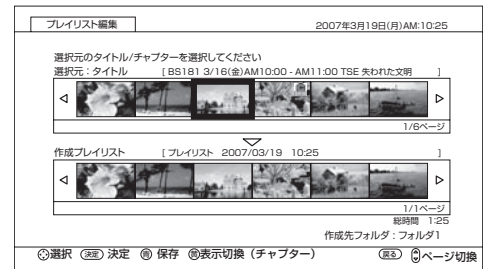 プレイリスト編集 2007年3月19日(月)AM:10:25
選択元のタイトル/チャプターを選択してください
選択元：タイトル [ BS181 3/16(金)AM10:00 - AM11:00 TSE 失われた文明 ]
1/6ページ
作成プレイリスト [ プレイリスト 2007/03/19 10:25 ]
1/1ページ
総時間 1:25
作成先フォルダ：フォルダ1
選択 決定 決定 青 保存 黄 表示切換（チャプター） 戻る ページ切換